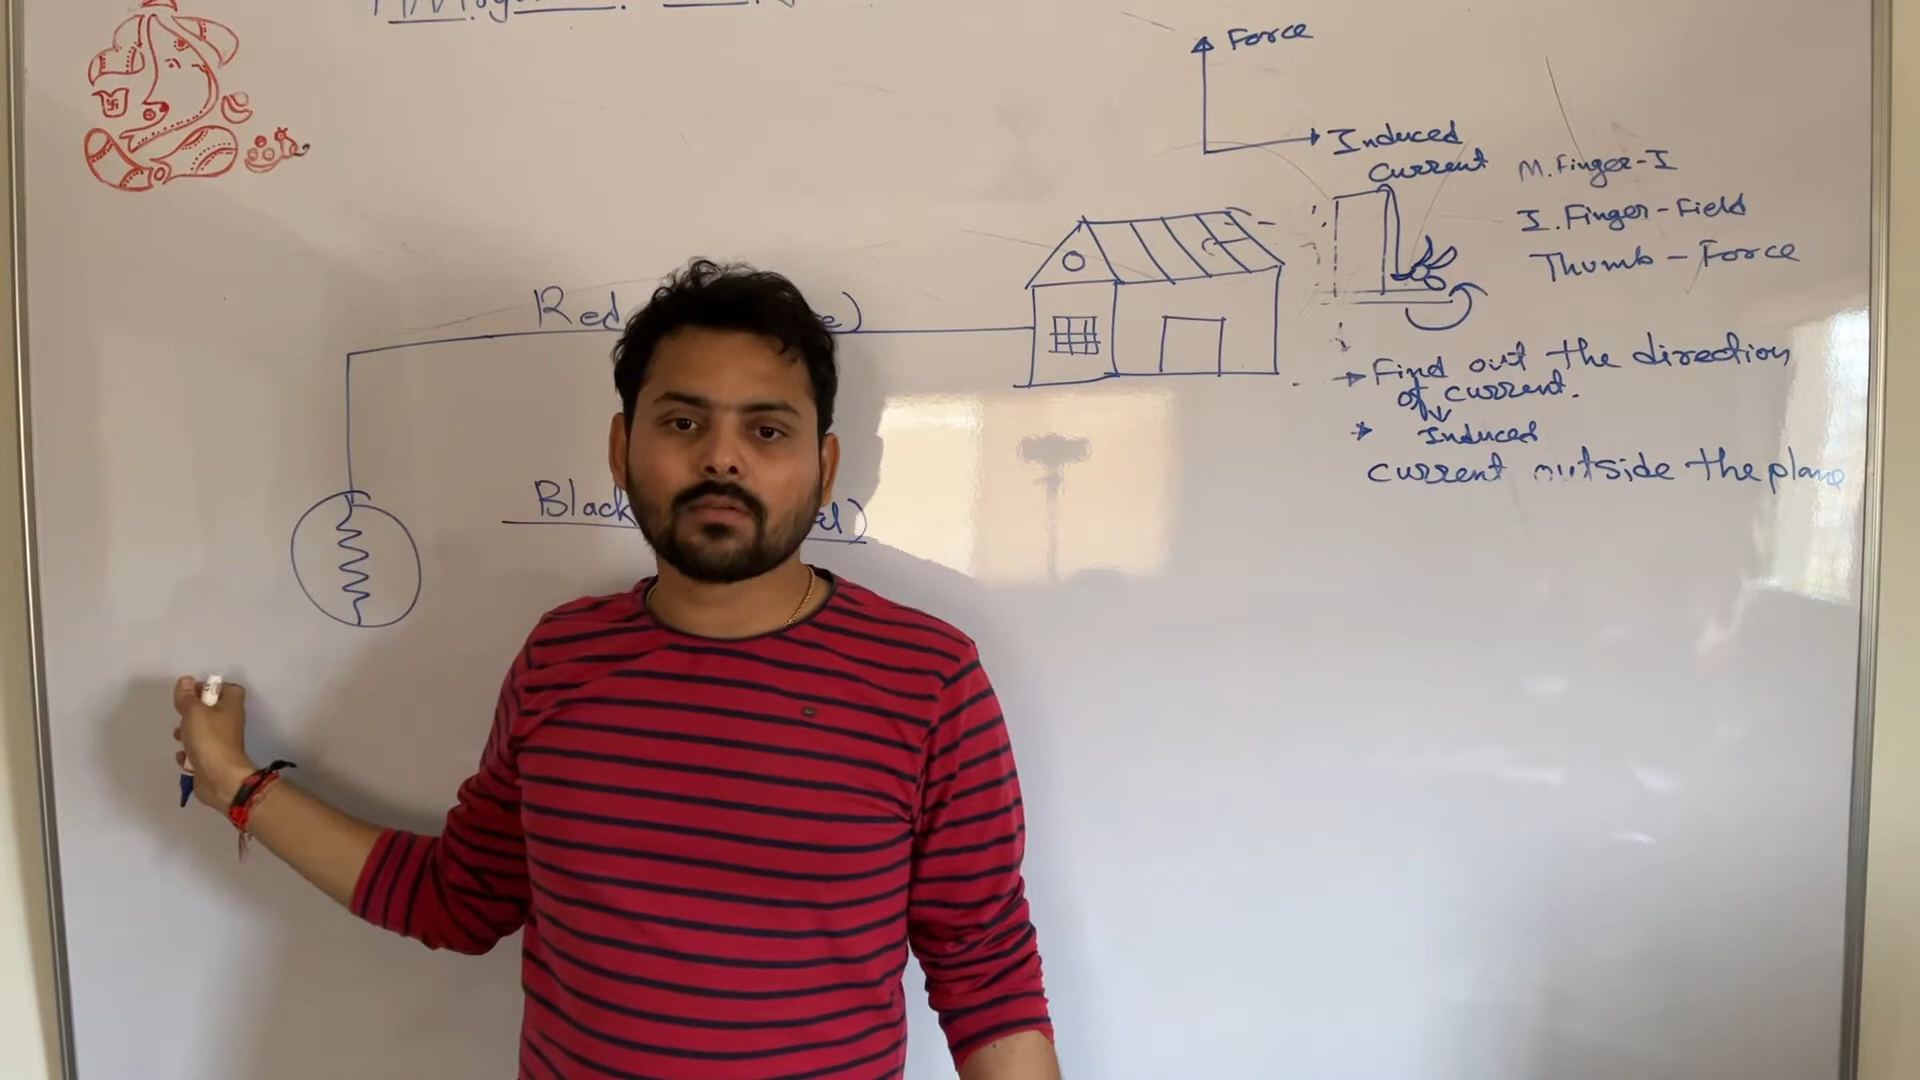 Force
Induced
Current
M. Finger-I
I. Finger-Field
Thumb - Force
Red e)
Find out the direction
of current.
Induced
current outside the plane
Black al)